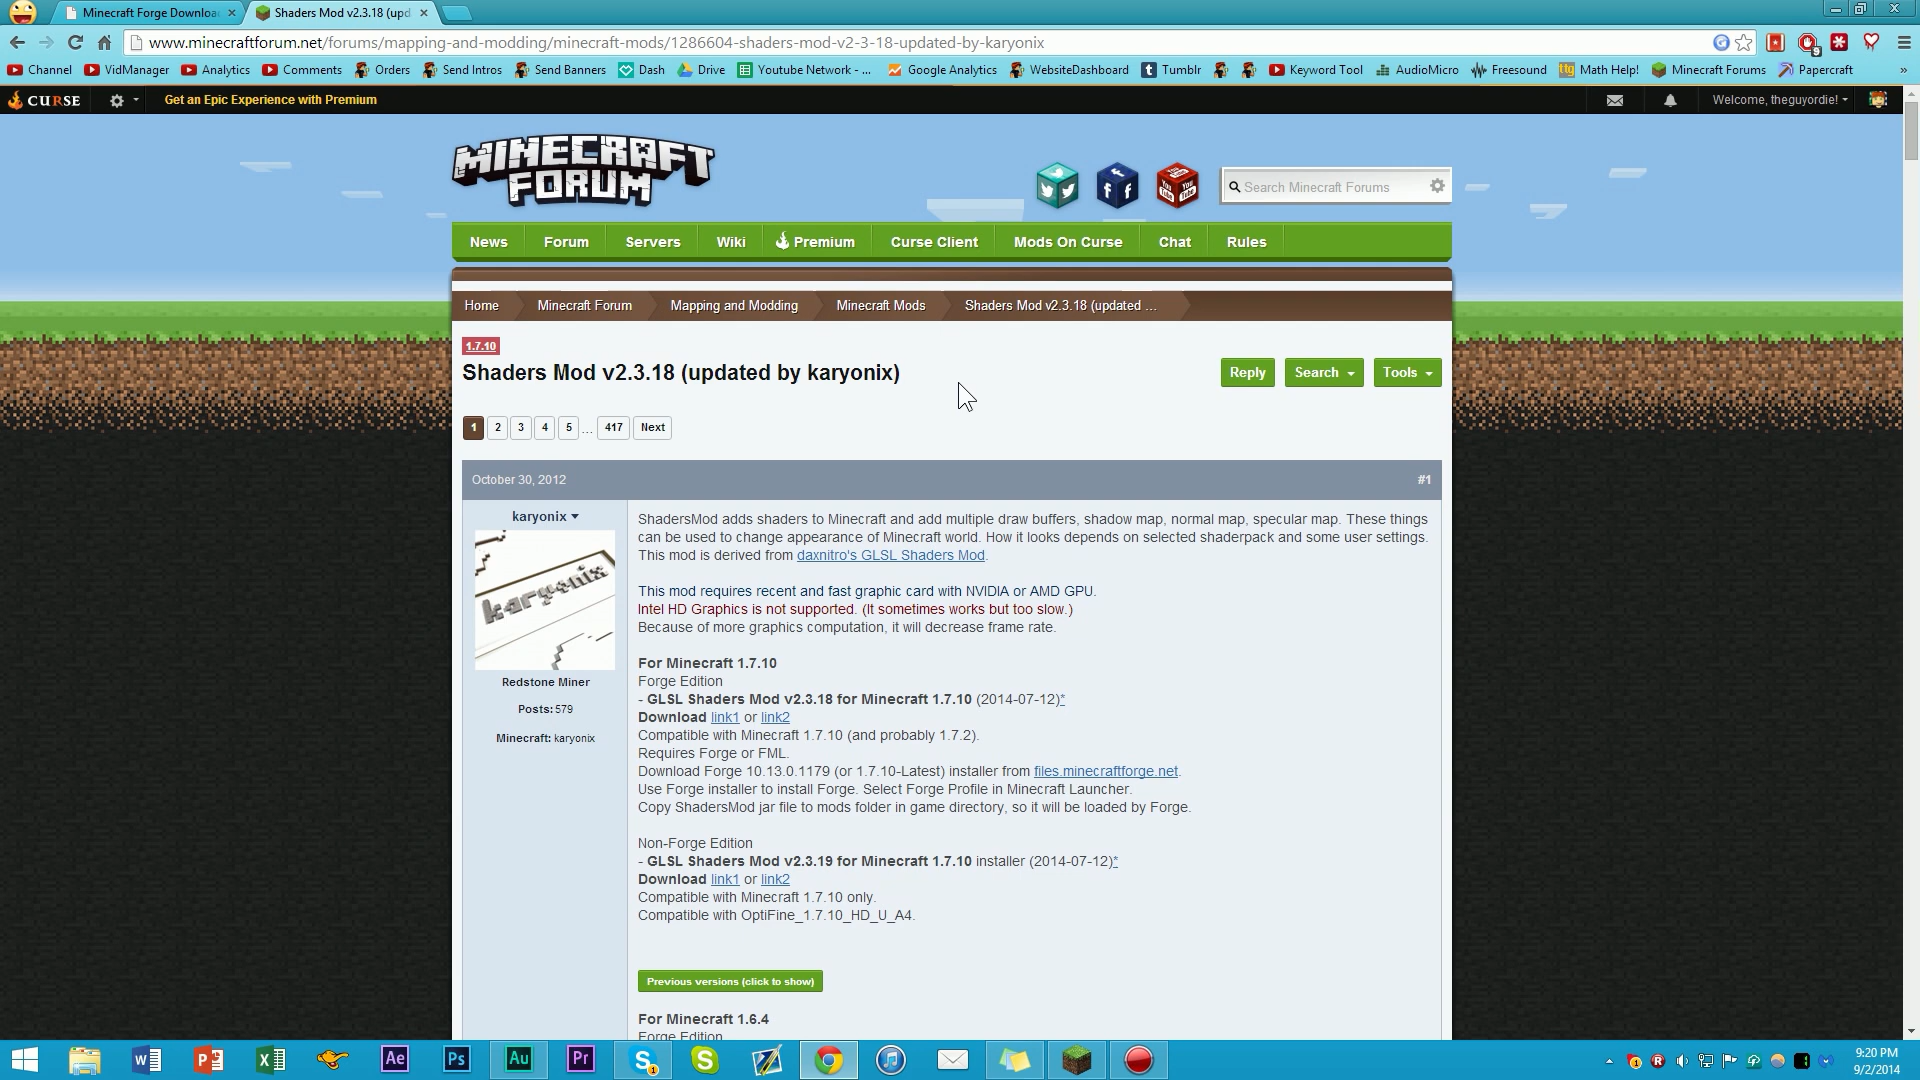 Minecraft Forge Downloa
Shaders Mod v2.3.18 (upd
www.minecraftforum.net/forums/mapping-and-modding/minecraft-mods/1286604-shaders-mod-v2-3-18-updated-by-karyonix
Channel VidManager Analytics Comments Orders Send Intros Send Banners Dash Drive Youtube Network - ... Google Analytics WebsiteDashboard Tumblr Keyword Tool AudioMicro Freesound Math Help! Minecraft Forums Papercraft »
CURSE Get an Epic Experience with Premium Welcome, theguyordie!
MINECRAFT
FORUM
Search Minecraft Forums
News Forum Servers Wiki Premium Curse Client Mods On Curse Chat Rules
Home Minecraft Forum Mapping and Modding Minecraft Mods Shaders Mod v2.3.18 (updated ...
1.7.10
Shaders Mod v2.3.18 (updated by karyonix)
Reply Search Tools
1 2 3 4 5 ... 417 Next
October 30, 2012 #1
karyonix
karyonix
Redstone Miner
Posts: 579
Minecraft: karyonix
ShadersMod adds shaders to Minecraft and add multiple draw buffers, shadow map, normal map, specular map. These things
can be used to change appearance of Minecraft world. How it looks depends on selected shaderpack and some user settings.
This mod is derived from daxnitro's GLSL Shaders Mod.
This mod requires recent and fast graphic card with NVIDIA or AMD GPU.
Intel HD Graphics is not supported. (It sometimes works but too slow.)
Because of more graphics computation, it will decrease frame rate.
For Minecraft 1.7.10
Forge Edition
- GLSL Shaders Mod v2.3.18 for Minecraft 1.7.10 (2014-07-12)*
Download link1 or link2
Compatible with Minecraft 1.7.10 (and probably 1.7.2).
Requires Forge or FML.
Download Forge 10.13.0.1179 (or 1.7.10-Latest) installer from files.minecraftforge.net.
Use Forge installer to install Forge. Select Forge Profile in Minecraft Launcher.
Copy ShadersMod jar file to mods folder in game directory, so it will be loaded by Forge.
Non-Forge Edition
- GLSL Shaders Mod v2.3.19 for Minecraft 1.7.10 installer (2014-07-12)*
Download link1 or link2
Compatible with Minecraft 1.7.10 only.
Compatible with OptiFine_1.7.10_HD_U_A4.
Previous versions (click to show)
For Minecraft 1.6.4
Forge Edition
Ae Ps Au Pr
9:20 PM
9/2/2014